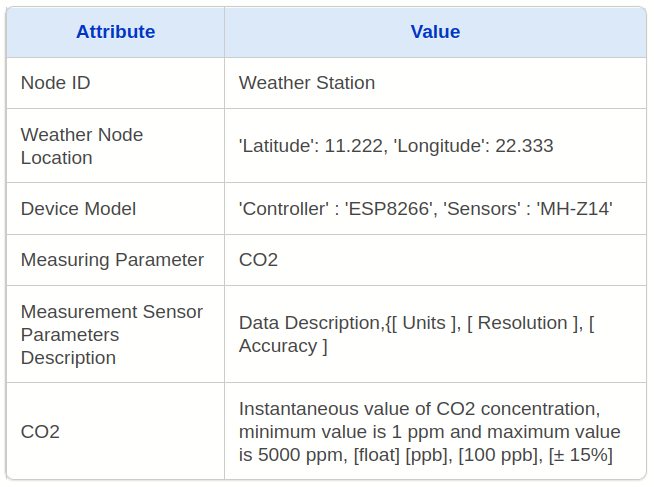 Attribute
Value
Node ID
Weather Station
Weather Node
Location
'Latitude': 11.222, 'Longitude': 22.333
Device Model
'Controller' : 'ESP8266', 'Sensors' : 'MH-Z14'
Measuring Parameter
CO2
Measurement Sensor
Parameters
Description
Data Description,{[ Units ], [ Resolution ], [
Accuracy ]
CO2
Instantaneous value of CO2 concentration,
minimum value is 1 ppm and maximum value
is 5000 ppm, [float] [ppb], [100 ppb], [± 15%]